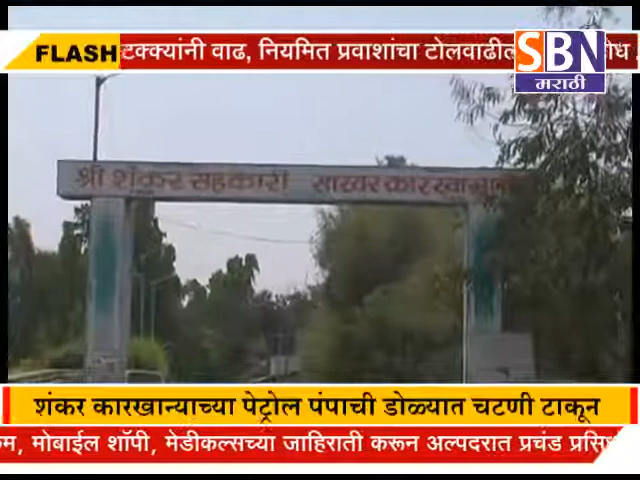 FLASH टक्क्यांनी वाढ, नियमित प्रवाशांचा टोलवाढील
SBN
मराठी
श्री शंकर सहकारी साखर कारखाना
शंकर कारखान्याच्या पेट्रोल पंपाची डोळ्यात चटणी टाकून
मोबाईल शॉपी, मेडीकल्सच्या जाहिराती करून अल्पदरात प्रचंड